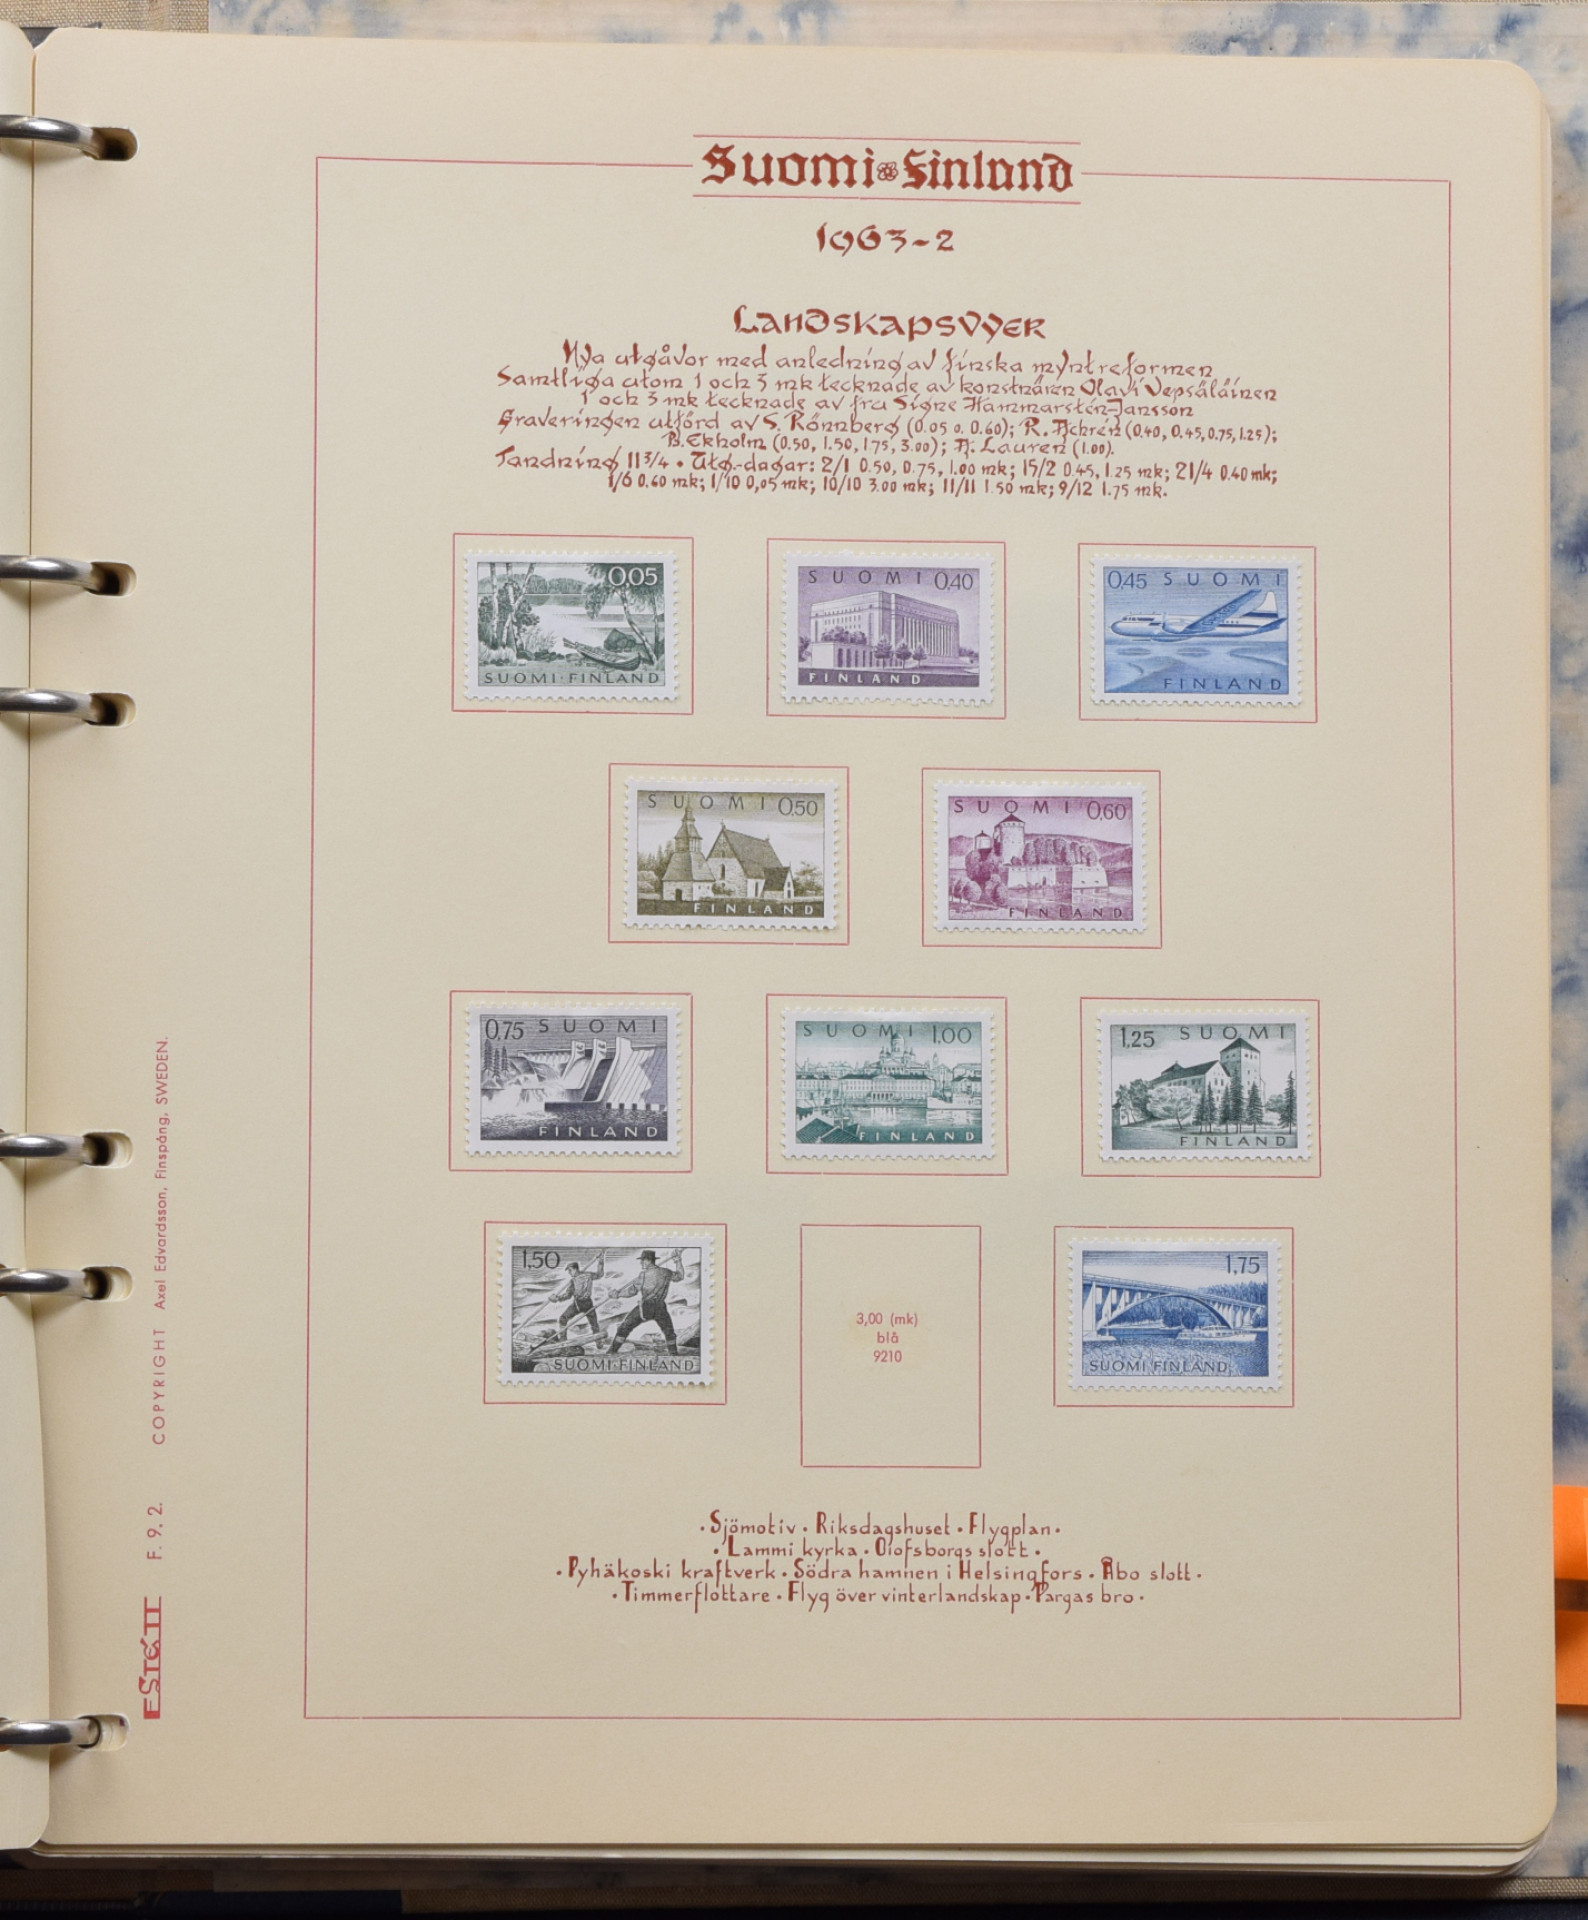 Suomi Finland
1963-2
Landskapsvyer
Nya utgåvor med anledning av finska myntreformen
Samtliga utom 1 och 3 mk tecknade av konstnären Olavi Vepsäläinen
1 och 3 mk tecknade av fru Signe Hammarstén-Jansson
Graveringen utförd av S. Rönnberg (0.05 o. 0.60); R. Achrén (0.40, 0.45, 0.75, 1.25);
B. Ekholm (0.50, 1.50, 1.75, 3.00); A. Lauren (1.00).
Tandning 11 3/4 • Utg.-dagar: 2/1 0.50, 0.75, 1.00 mk; 15/2 0.45, 1.25 mk; 21/4 0.40 mk;
1/6 0.60 mk; 1/10 0,05 mk; 10/10 3.00 mk; 11/11 1.50 mk; 9/12 1.75 mk.
0,05
SUOMI·FINLAND
SUOMI 0,40
FINLAND
0,45 SUOMI
FINLAND
SUOMI 0,50
FINLAND
SUOMI 0,60
FINLAND
0,75 SUOMI
FINLAND
SUOMI 1,00
FINLAND
1,25 SUOMI
FINLAND
1,50
SUOMI·FINLAND
3,00 (mk)
blå
9210
1,75
SUOMI FINLAND
• Sjömotiv • Riksdagshuset • Flygplan •
• Lammi kyrka • Olofsborgs slott •
• Pyhäkoski kraftverk • Södra hamnen i Helsingfors • Åbo slott •
• Timmerflottare • Flyg över vinterlandskap • Pargas bro •
ESTETT F. 9. 2. COPYRIGHT Axel Edvardsson, Finspång, SWEDEN.